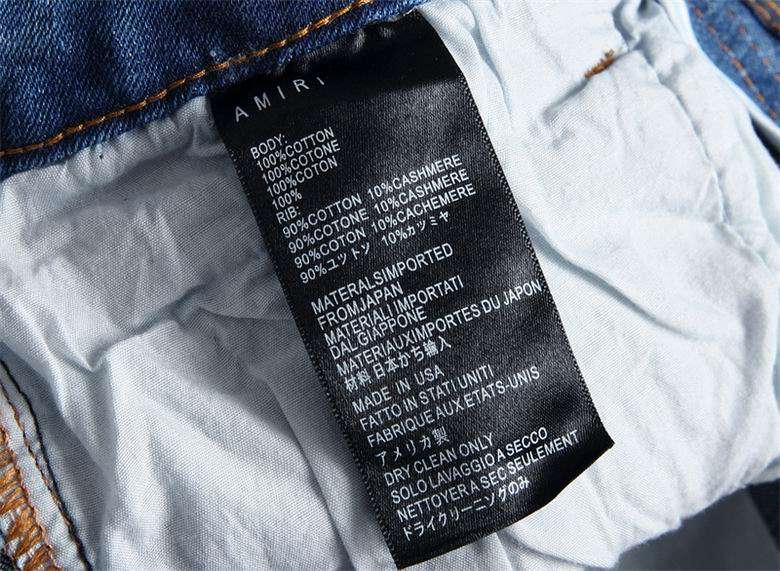 AMIRI
BODY:
100%COTTON
100%COTONE
100%COTON
100%
RIB:
90%COTTON 10%CASHMERE
90%COTONE 10%CASHMERE
90%COTON 10%CACHEMERE
90%ユットソ 10%カツミヤ
MATERALSIMPORTED
FROMJAPAN
MATERIALI IMPORTATI
DALGIAPPONE
MATERIAUXIMPORTES DU JAPON
材料 日本かち輸入
MADE IN USA
FATTO IN STATI UNITI
FABRIQUE AUX ETATS-UNIS
アメリカ製
DRY CLEAN ONLY
SOLO LAVAGGIO A SECCO
NETTOYER A SEC SEULEMENT
ドライクリーニングのみ